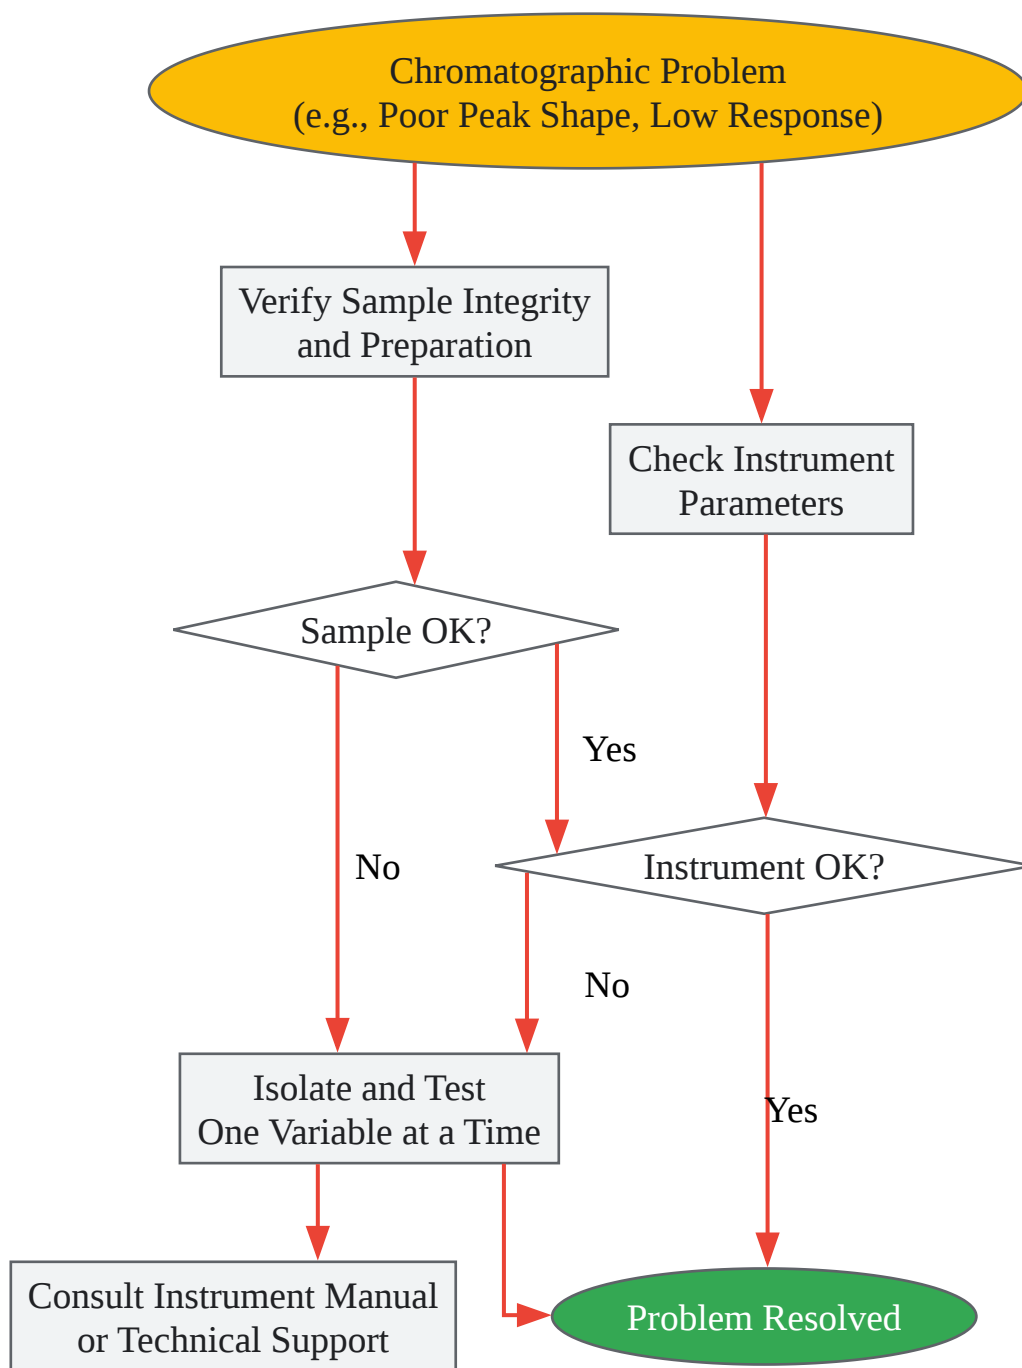 Chromatographic Problem
(e.g., Poor Peak Shape, Low Response)
Verify Sample Integrity
and Preparation
Check Instrument
Parameters
Sample OK?
Yes
No
Instrument OK?
No
Isolate and Test
One Variable at a Time
Yes
Consult Instrument Manual
or Technical Support
Problem Resolved